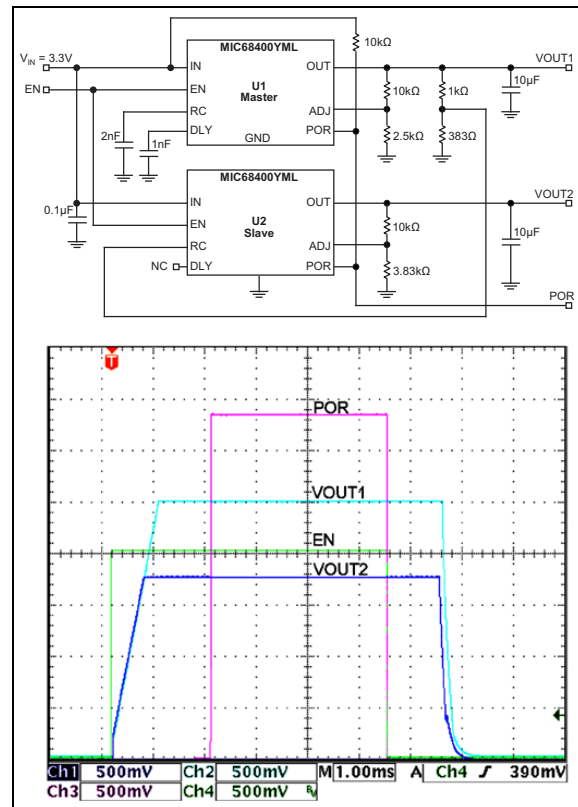 MIC68400YML
10kΩ
V_IN = 3.3V
IN
OUT
VOUT1
EN
U1
Master
10kΩ
1kΩ
10µF
EN
RC
ADJ
DLY
GND
POR
2.5kΩ
383Ω
2nF
1nF
MIC68400YML
IN
OUT
VOUT2
0.1µF
EN
U2
Slave
10kΩ
10µF
RC
ADJ
NC
DLY
POR
3.83kΩ
POR
T
POR
VOUT1
EN
VOUT2
Ch1 500mV Ch2 500mV M 1.00ms A Ch4 390mV
Ch3 500mV Ch4 500mV